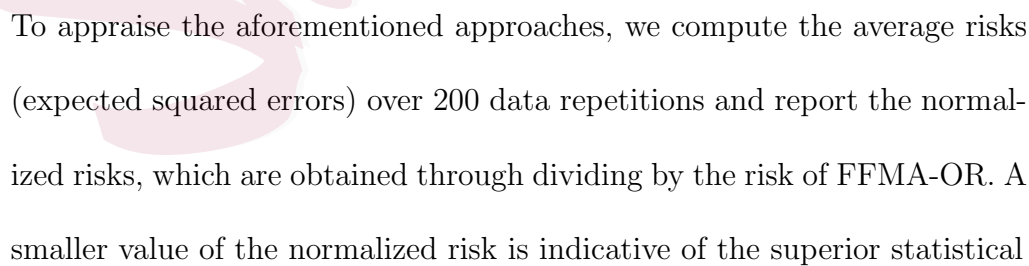 To appraise the aforementioned approaches, we compute the average risks
(expected squared errors) over 200 data repetitions and report the normal-
ized risks, which are obtained through dividing by the risk of FFMA-OR. A
smaller value of the normalized risk is indicative of the superior statistical